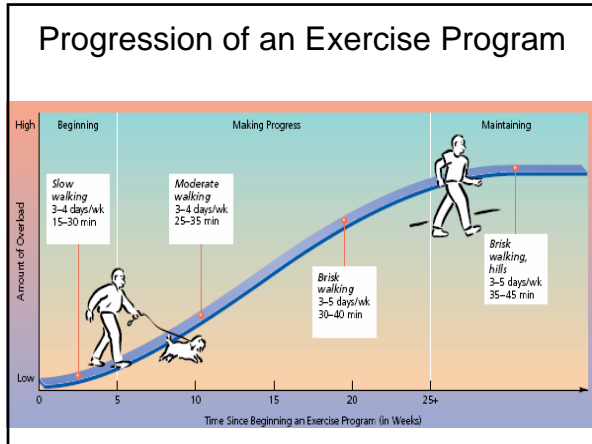 Progression of an Exercise Program
High
Beginning
Making Progress
Maintaining
Slow
walking
3–4 days/wk
15–30 min
Moderate
walking
3–4 days/wk
25–35 min
Brisk
walking
3–5 days/wk
30–40 min
Brisk
walking,
hills
3–5 days/wk
35–45 min
Amount of Overload
Low
0
5
10
15
20
25+
Time Since Beginning an Exercise Program (in Weeks)